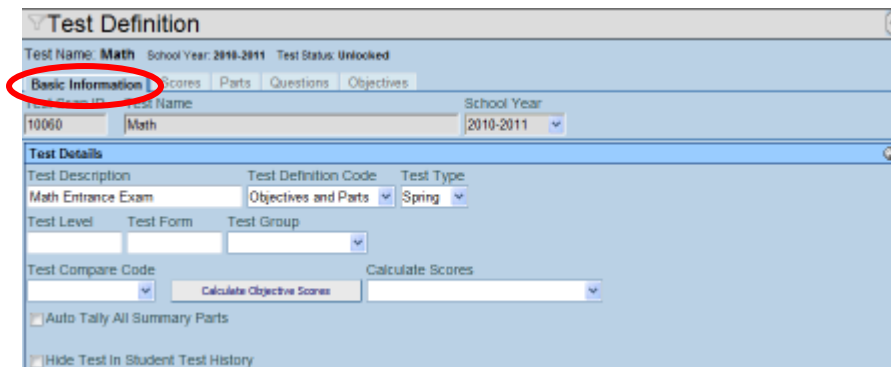 Test Definition
Test Name: Math School Year: 2010-2011 Test Status: Unlocked
Basic Information Scores Parts Questions Objectives
Test Scan ID Test Name School Year
10060 Math 2010-2011
Test Details
Test Description Test Definition Code Test Type
Math Entrance Exam Objectives and Parts Spring
Test Level Test Form Test Group
Test Compare Code Calculate Scores
Calculate Objective Scores
Auto Tally All Summary Parts
Hide Test In Student Test History